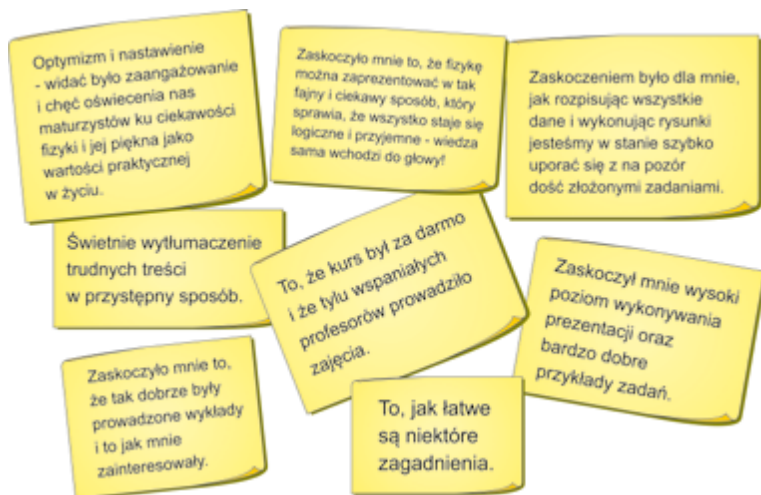 Optymizm i nastawienie
- widać było zaangażowanie
i chęć oświecenia nas
maturzystów ku ciekawości
fizyki i jej piękna jako
wartości praktycznej
w życiu.
Zaskoczyło mnie to, że fizykę
można zaprezentować w tak
fajny i ciekawy sposób, który
sprawia, że wszystko staje się
logiczne i przyjemne - wiedza
sama wchodzi do głowy!
Zaskoczeniem było dla mnie,
jak rozpisując wszystkie
dane i wykonując rysunki
jesteśmy w stanie szybko
uporać się z na pozór
dość złożonymi zadaniami.
Świetnie wytłumaczenie
trudnych treści
w przystępny sposób.
To, że kurs był za darmo
i że tylu wspaniałych
profesorów prowadziło
zajęcia.
Zaskoczył mnie wysoki
poziom wykonywania
prezentacji oraz
bardzo dobre
przykłady zadań.
Zaskoczyło mnie to,
że tak dobrze były
prowadzone wykłady
i to jak mnie
zainteresowały.
To, jak łatwe
są niektóre
zagadnienia.